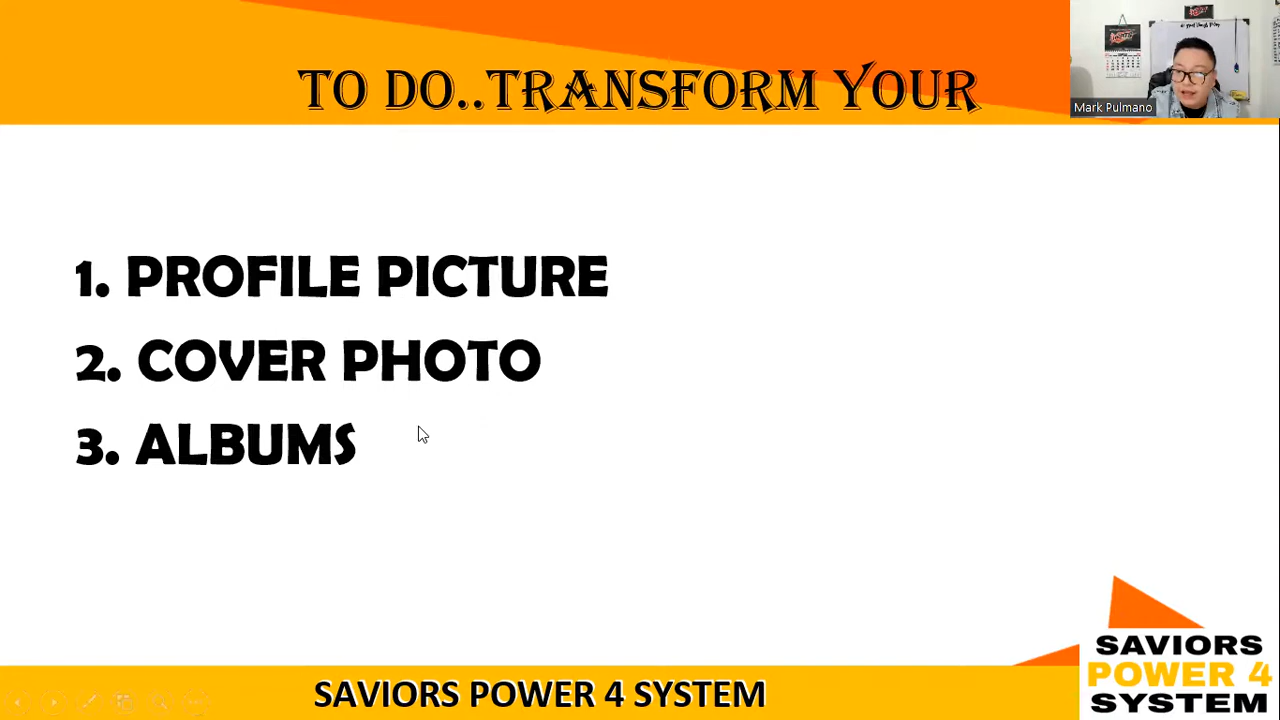 TO DO..TRANSFORM YOUR
Mark Pulmano
1. PROFILE PICTURE
2. COVER PHOTO
3. ALBUMS
SAVIORS POWER 4 SYSTEM
SAVIORS
POWER 4
SYSTEM